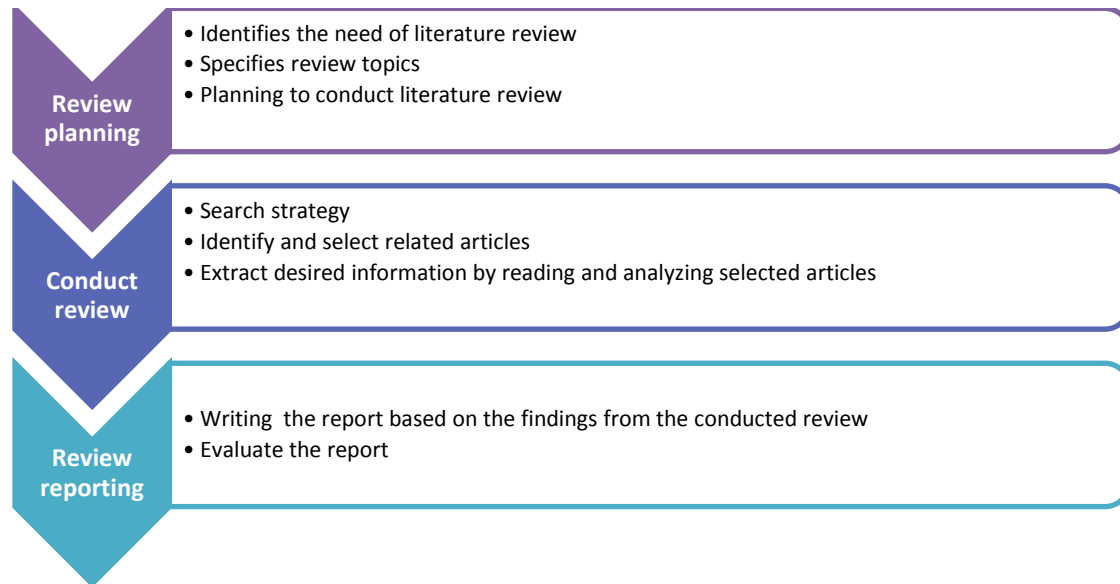 Review
planning
• Identifies the need of literature review
• Specifies review topics
• Planning to conduct literature review
Conduct
review
• Search strategy
• Identify and select related articles
• Extract desired information by reading and analyzing selected articles
Review
reporting
• Writing  the report based on the findings from the conducted review
• Evaluate the report